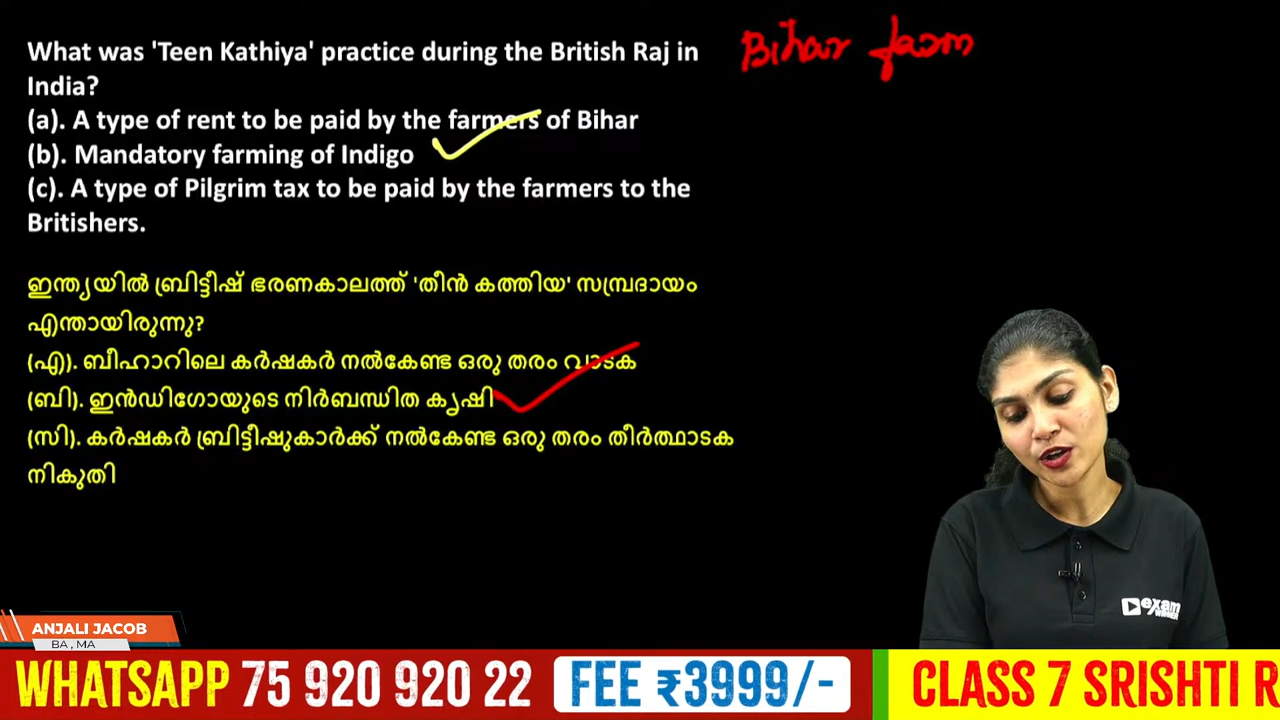 What was 'Teen Kathiya' practice during the British Raj in
India?
(a). A type of rent to be paid by the farmers of Bihar
(b). Mandatory farming of Indigo
(c). A type of Pilgrim tax to be paid by the farmers to the
Britishers.
Bihar farm
ഇന്ത്യയിൽ ബ്രിട്ടീഷ് ഭരണകാലത്ത് 'തീൻ കത്തിയ' സമ്പ്രദായം
എന്തായിരുന്നു?
(എ). ബീഹാറിലെ കർഷകർ നൽകേണ്ട ഒരു തരം വാടക
(ബി). ഇൻഡിഗോയുടെ നിർബന്ധിത കൃഷി
(സി). കർഷകർ ബ്രിട്ടീഷുകാർക്ക് നൽകേണ്ട ഒരു തരം തീർത്ഥാടക
നികുതി
exam
ANJALI JACOB
BA , MA
WHATSAPP 75 920 920 22 FEE ₹3999/- CLASS 7 SRISHTI R